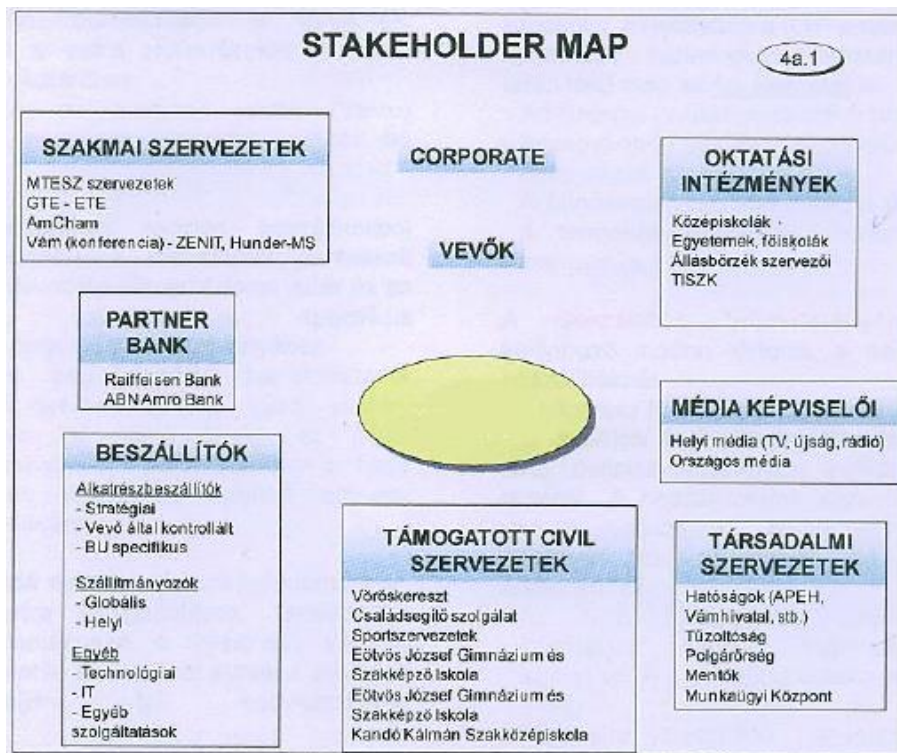 STAKEHOLDER MAP
4a.1
SZAKMAI SZERVEZETEK
MTESZ szervezetek
GTE - ETE
AmCham
Vám (konferencia) - ZENIT, Hunder-MS
CORPORATE
VEVŐK
OKTATÁSI
INTÉZMÉNYEK
Középiskolák
Egyetemek, főiskolák
Állásbörzék szervezői
TISZK
PARTNER
BANK
Raiffeisen Bank
ABN Amro Bank
MÉDIA KÉPVISELŐI
Helyi média (TV, újság, rádió)
Országos média
BESZÁLLÍTÓK
Alkatrészbeszállítók
- Stratégiai
- Vevő által kontrollált
- BU specifikus
Szállítmányozók
- Globális
- Helyi
Egyéb
- Technológiai
- IT
- Egyéb
szolgáltatások
TÁMOGATOTT CIVIL
SZERVEZETEK
Vöröskereszt
Családsegítő szolgálat
Sportszervezetek
Eötvös József Gimnázium és
Szakképző Iskola
Eötvös József Gimnázium és
Szakképző Iskola
Kandó Kálmán Szakközépiskola
TÁRSADALMI
SZERVEZETEK
Hatóságok (APEH,
Vámhivatal, stb.)
Tűzoltóság
Polgárőrség
Mentők
Munkaügyi Központ